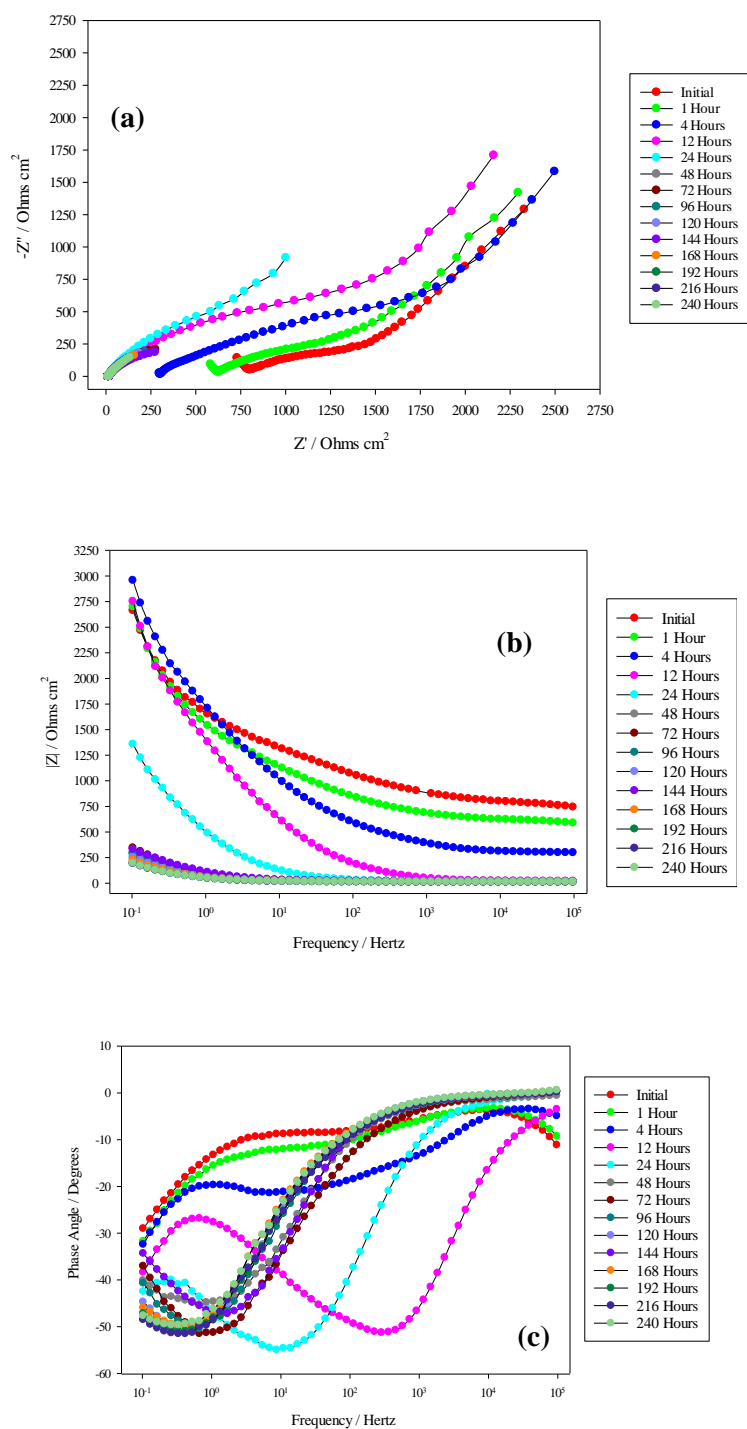 2750
2500
2250
2000
1750
1500
1250
1000
750
500
250
0
-Z'' / Ohms cm2
(a)
0 250 500 750 1000 1250 1500 1750 2000 2250 2500 2750
Z' / Ohms cm2
Initial
1 Hour
4 Hours
12 Hours
24 Hours
48 Hours
72 Hours
96 Hours
120 Hours
144 Hours
168 Hours
192 Hours
216 Hours
240 Hours
3250
3000
2750
2500
2250
2000
1750
1500
1250
1000
750
500
250
0
|Z| / Ohms cm2
(b)
10-1 100 101 102 103 104 105
Frequency / Hertz
Initial
1 Hour
4 Hours
12 Hours
24 Hours
48 Hours
72 Hours
96 Hours
120 Hours
144 Hours
168 Hours
192 Hours
216 Hours
240 Hours
10
0
-10
-20
-30
-40
-50
-60
Phase Angle / Degrees
(c)
10-1 100 101 102 103 104 105
Frequency / Hertz
Initial
1 Hour
4 Hours
12 Hours
24 Hours
48 Hours
72 Hours
96 Hours
120 Hours
144 Hours
168 Hours
192 Hours
216 Hours
240 Hours